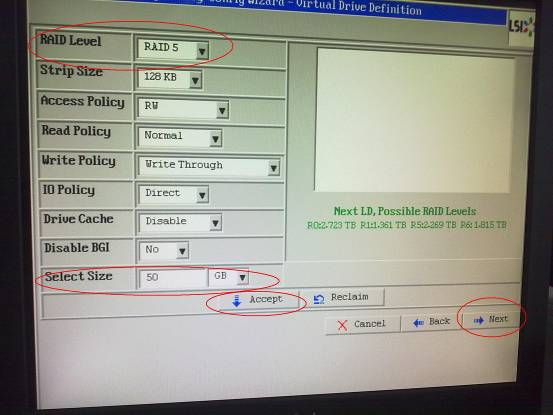 Config Wizard - Virtual Drive Definition
LSI
RAID Level RAID 5
Strip Size 128 KB
Access Policy RW
Read Policy Normal
Write Policy Write Through
IO Policy Direct
Drive Cache Disable
Disable BGI No
Select Size 50 GB
Next LD, Possible RAID Levels
R0:2.723 TB R1:1.361 TB R5:2.269 TB R6:1.815 TB
Accept Reclaim
Cancel Back Next